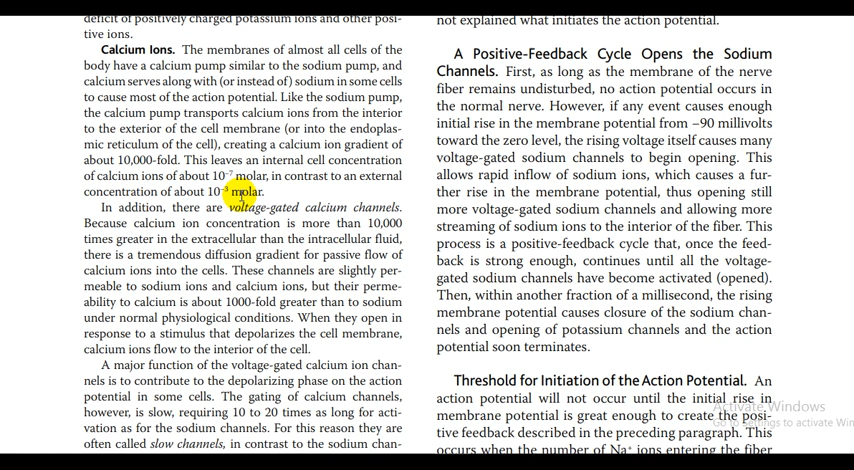 deficit of positively charged potassium ions and other posi-
tive ions.
Calcium Ions. The membranes of almost all cells of the
body have a calcium pump similar to the sodium pump, and
calcium serves along with (or instead of) sodium in some cells
to cause most of the action potential. Like the sodium pump,
the calcium pump transports calcium ions from the interior
to the exterior of the cell membrane (or into the endoplas-
mic reticulum of the cell), creating a calcium ion gradient of
about 10,000-fold. This leaves an internal cell concentration
of calcium ions of about 10⁻⁷ molar, in contrast to an external
concentration of about 10⁻³ molar.
In addition, there are voltage-gated calcium channels.
Because calcium ion concentration is more than 10,000
times greater in the extracellular than the intracellular fluid,
there is a tremendous diffusion gradient for passive flow of
calcium ions into the cells. These channels are slightly per-
meable to sodium ions and calcium ions, but their perme-
ability to calcium is about 1000-fold greater than to sodium
under normal physiological conditions. When they open in
response to a stimulus that depolarizes the cell membrane,
calcium ions flow to the interior of the cell.
A major function of the voltage-gated calcium ion chan-
nels is to contribute to the depolarizing phase on the action
potential in some cells. The gating of calcium channels,
however, is slow, requiring 10 to 20 times as long for acti-
vation as for the sodium channels. For this reason they are
often called slow channels, in contrast to the sodium chan-
not explained what initiates the action potential.
A Positive-Feedback Cycle Opens the Sodium
Channels. First, as long as the membrane of the nerve
fiber remains undisturbed, no action potential occurs in
the normal nerve. However, if any event causes enough
initial rise in the membrane potential from −90 millivolts
toward the zero level, the rising voltage itself causes many
voltage-gated sodium channels to begin opening. This
allows rapid inflow of sodium ions, which causes a fur-
ther rise in the membrane potential, thus opening still
more voltage-gated sodium channels and allowing more
streaming of sodium ions to the interior of the fiber. This
process is a positive-feedback cycle that, once the feed-
back is strong enough, continues until all the voltage-
gated sodium channels have become activated (opened).
Then, within another fraction of a millisecond, the rising
membrane potential causes closure of the sodium chan-
nels and opening of potassium channels and the action
potential soon terminates.
Threshold for Initiation of the Action Potential. An
action potential will not occur until the initial rise in
membrane potential is great enough to create the posi-
tive feedback described in the preceding paragraph. This
occurs when the number of Na⁺ ions entering the fiber
Activate Windows
Go to Settings to activate Win